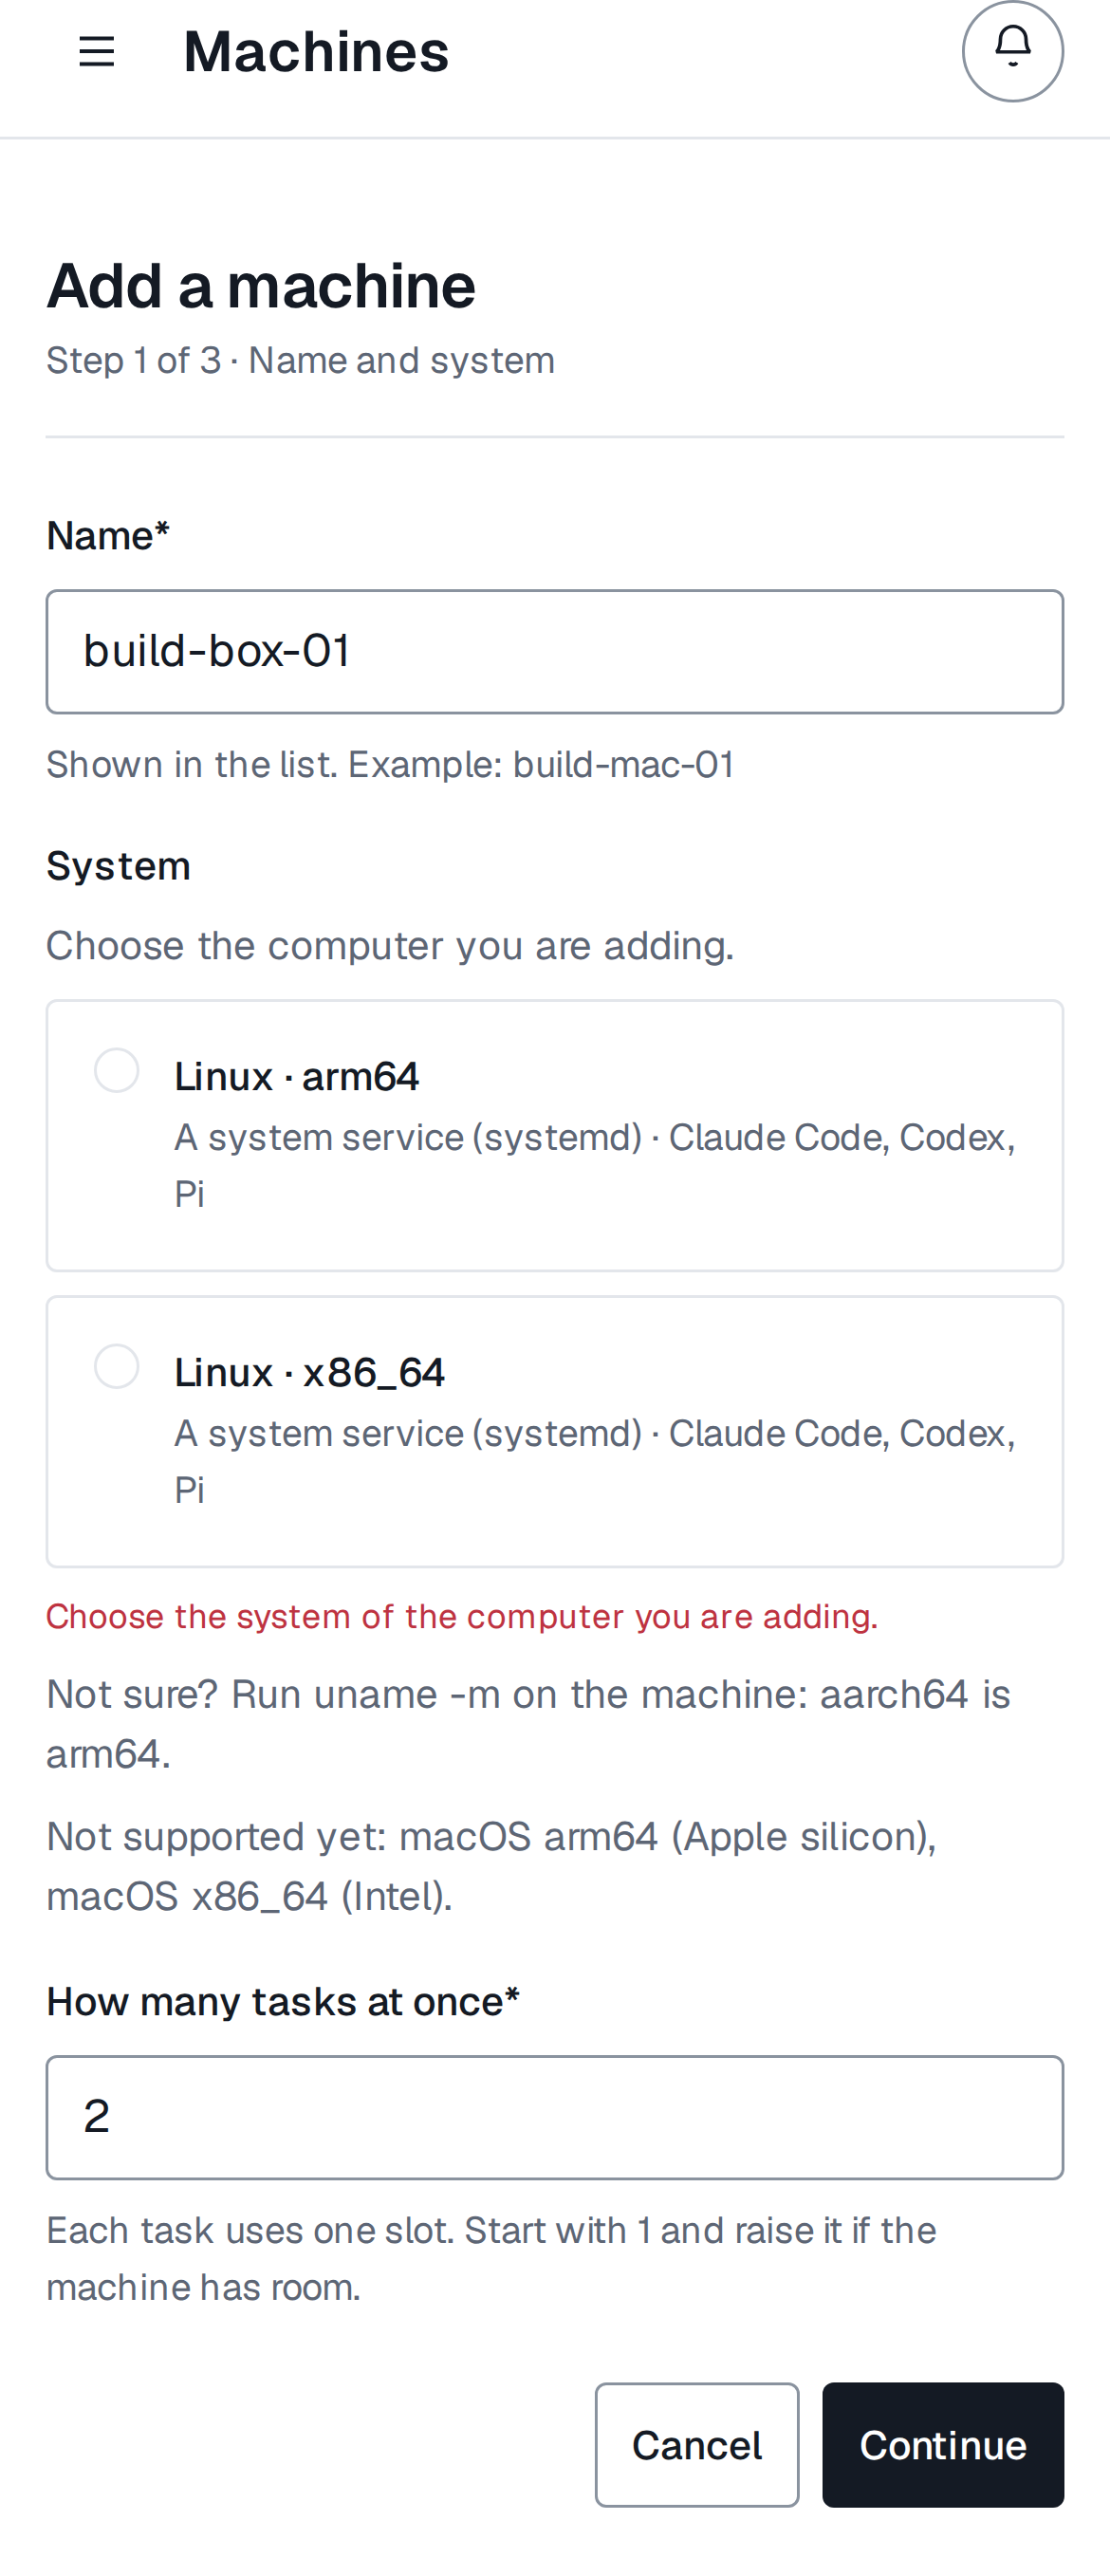 Machines
Add a machine
Step 1 of 3 · Name and system
Name*
build-box-01
Shown in the list. Example: build-mac-01
System
Choose the computer you are adding.
Linux · arm64
A system service (systemd) · Claude Code, Codex,
Pi
Linux · x86_64
A system service (systemd) · Claude Code, Codex,
Pi
Choose the system of the computer you are adding.
Not sure? Run uname -m on the machine: aarch64 is
arm64.
Not supported yet: macOS arm64 (Apple silicon),
macOS x86_64 (Intel).
How many tasks at once*
2
Each task uses one slot. Start with 1 and raise it if the
machine has room.
Cancel
Continue